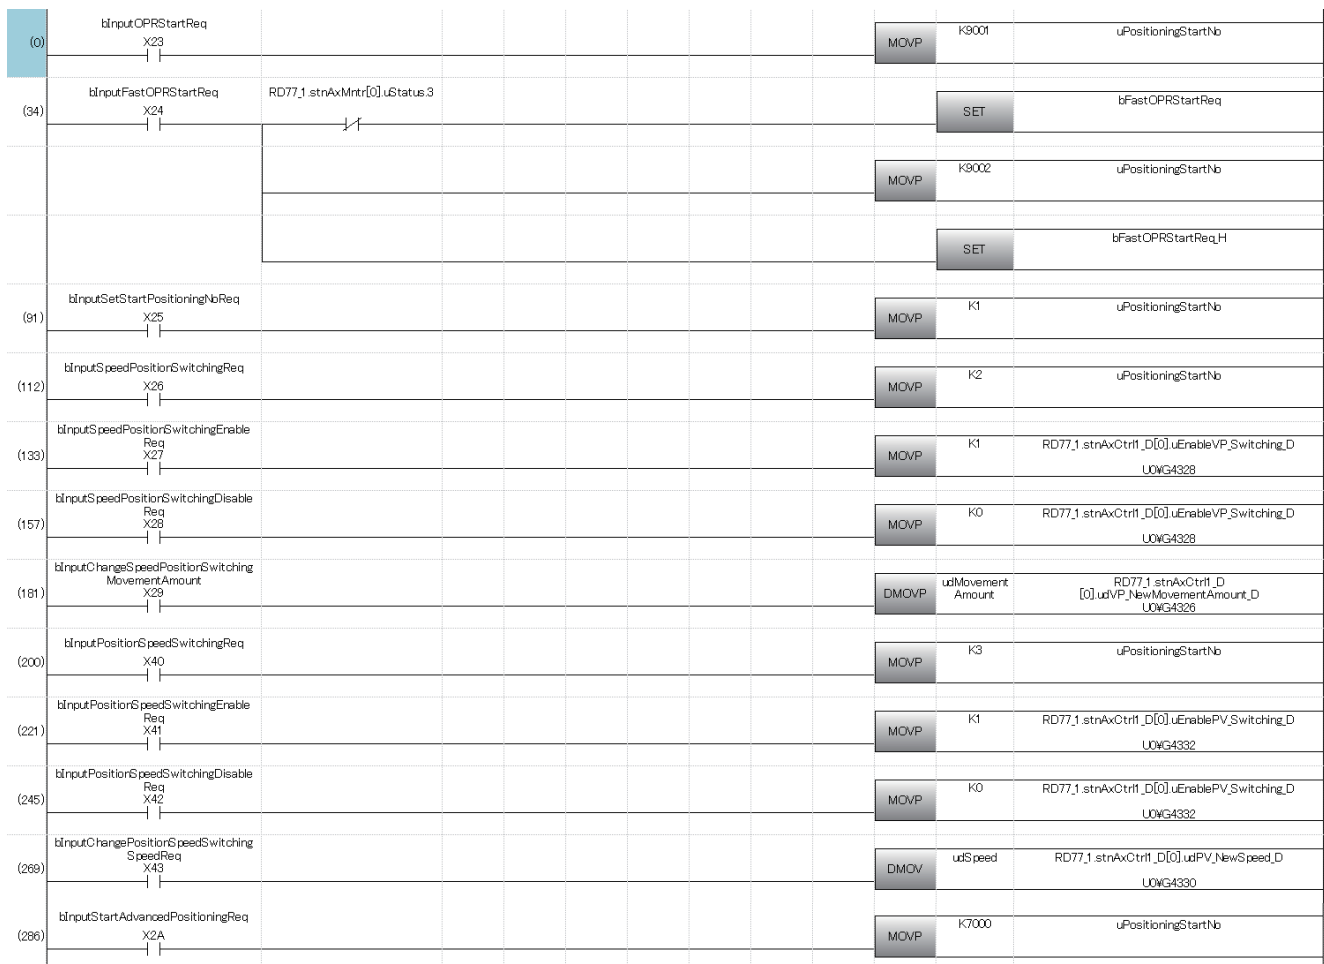 bInputOPRStartReq
(0) X23 MOVP K9001 uPositioningStartNo
bInputFastOPRStartReq RD77_1.stnAxMntr[0].uStatus.3
(34) X24 SET bFastOPRStartReq
MOVP K9002 uPositioningStartNo
SET bFastOPRStartReq_H
bInputSetStartPositioningNoReq
(91) X25 MOVP K1 uPositioningStartNo
bInputSpeedPositionSwitchingReq
(112) X26 MOVP K2 uPositioningStartNo
bInputSpeedPositionSwitchingEnable
Req
(133) X27 MOVP K1 RD77_1.stnAxCtrl1_D[0].uEnableVP_Switching_D
U0¥G4328
bInputSpeedPositionSwitchingDisable
Req
(157) X28 MOVP K0 RD77_1.stnAxCtrl1_D[0].uEnableVP_Switching_D
U0¥G4328
bInputChangeSpeedPositionSwitching
MovementAmount
(181) X29 DMOVP udMovement
Amount
RD77_1.stnAxCtrl1_D
[0].udVP_NewMovementAmount_D
U0¥G4326
bInputPositionSpeedSwitchingReq
(200) X40 MOVP K3 uPositioningStartNo
bInputPositionSpeedSwitchingEnable
Req
(221) X41 MOVP K1 RD77_1.stnAxCtrl1_D[0].uEnablePV_Switching_D
U0¥G4332
bInputPositionSpeedSwitchingDisable
Req
(245) X42 MOVP K0 RD77_1.stnAxCtrl1_D[0].uEnablePV_Switching_D
U0¥G4332
bInputChangePositionSpeedSwitching
SpeedReq
(269) X43 DMOV udSpeed RD77_1.stnAxCtrl1_D[0].udPV_NewSpeed_D
U0¥G4330
bInputStartAdvancedPositioningReq
(286) X2A MOVP K7000 uPositioningStartNo